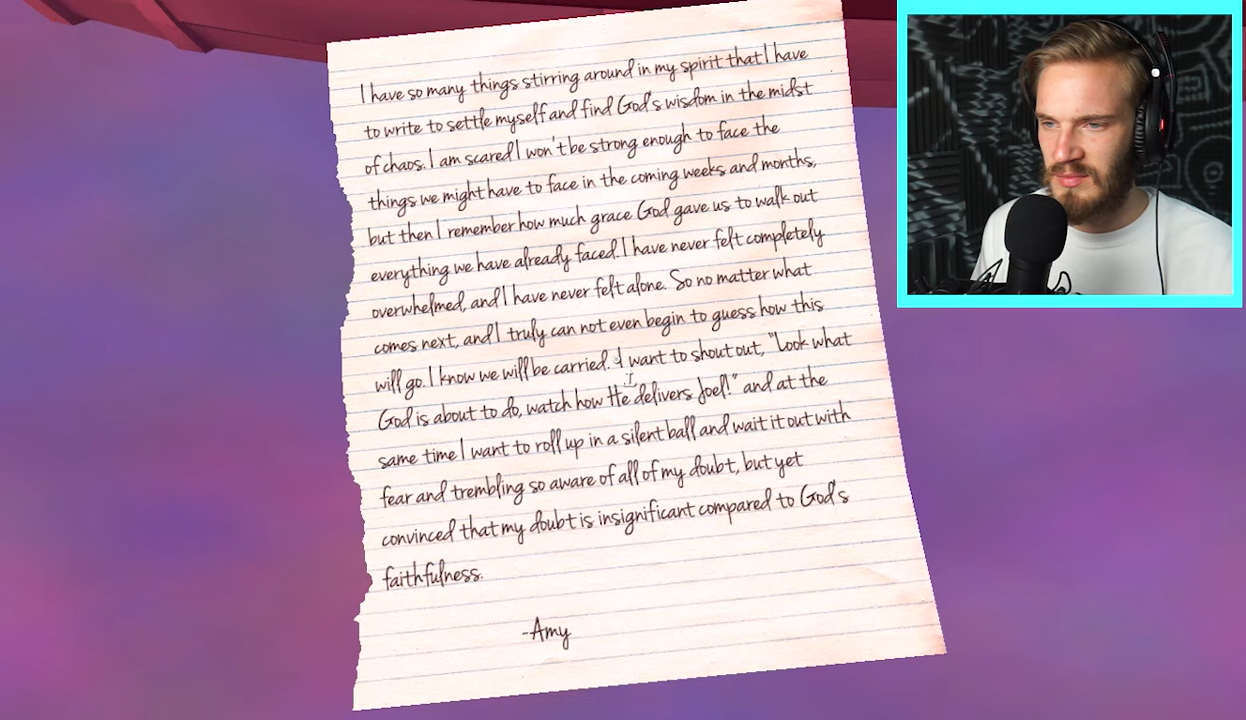 I have so many things stirring around in my spirit that I have
to write to settle myself and find God's wisdom in the midst
of chaos. I am scared I won't be strong enough to face the
things we might have to face in the coming weeks and months,
but then I remember how much grace God gave us to walk out
everything we have already faced. I have never felt completely
overwhelmed, and I have never felt alone. So no matter what
comes next, and I truly can not even begin to guess how this
will go. I know we will be carried. I want to shout out, "Look what
God is about to do, watch how He delivers Joel!" and at the
same time I want to roll up in a silent ball and wait it out with
fear and trembling so aware of all of my doubt, but yet
convinced that my doubt is insignificant compared to God's
faithfulness.
-Amy